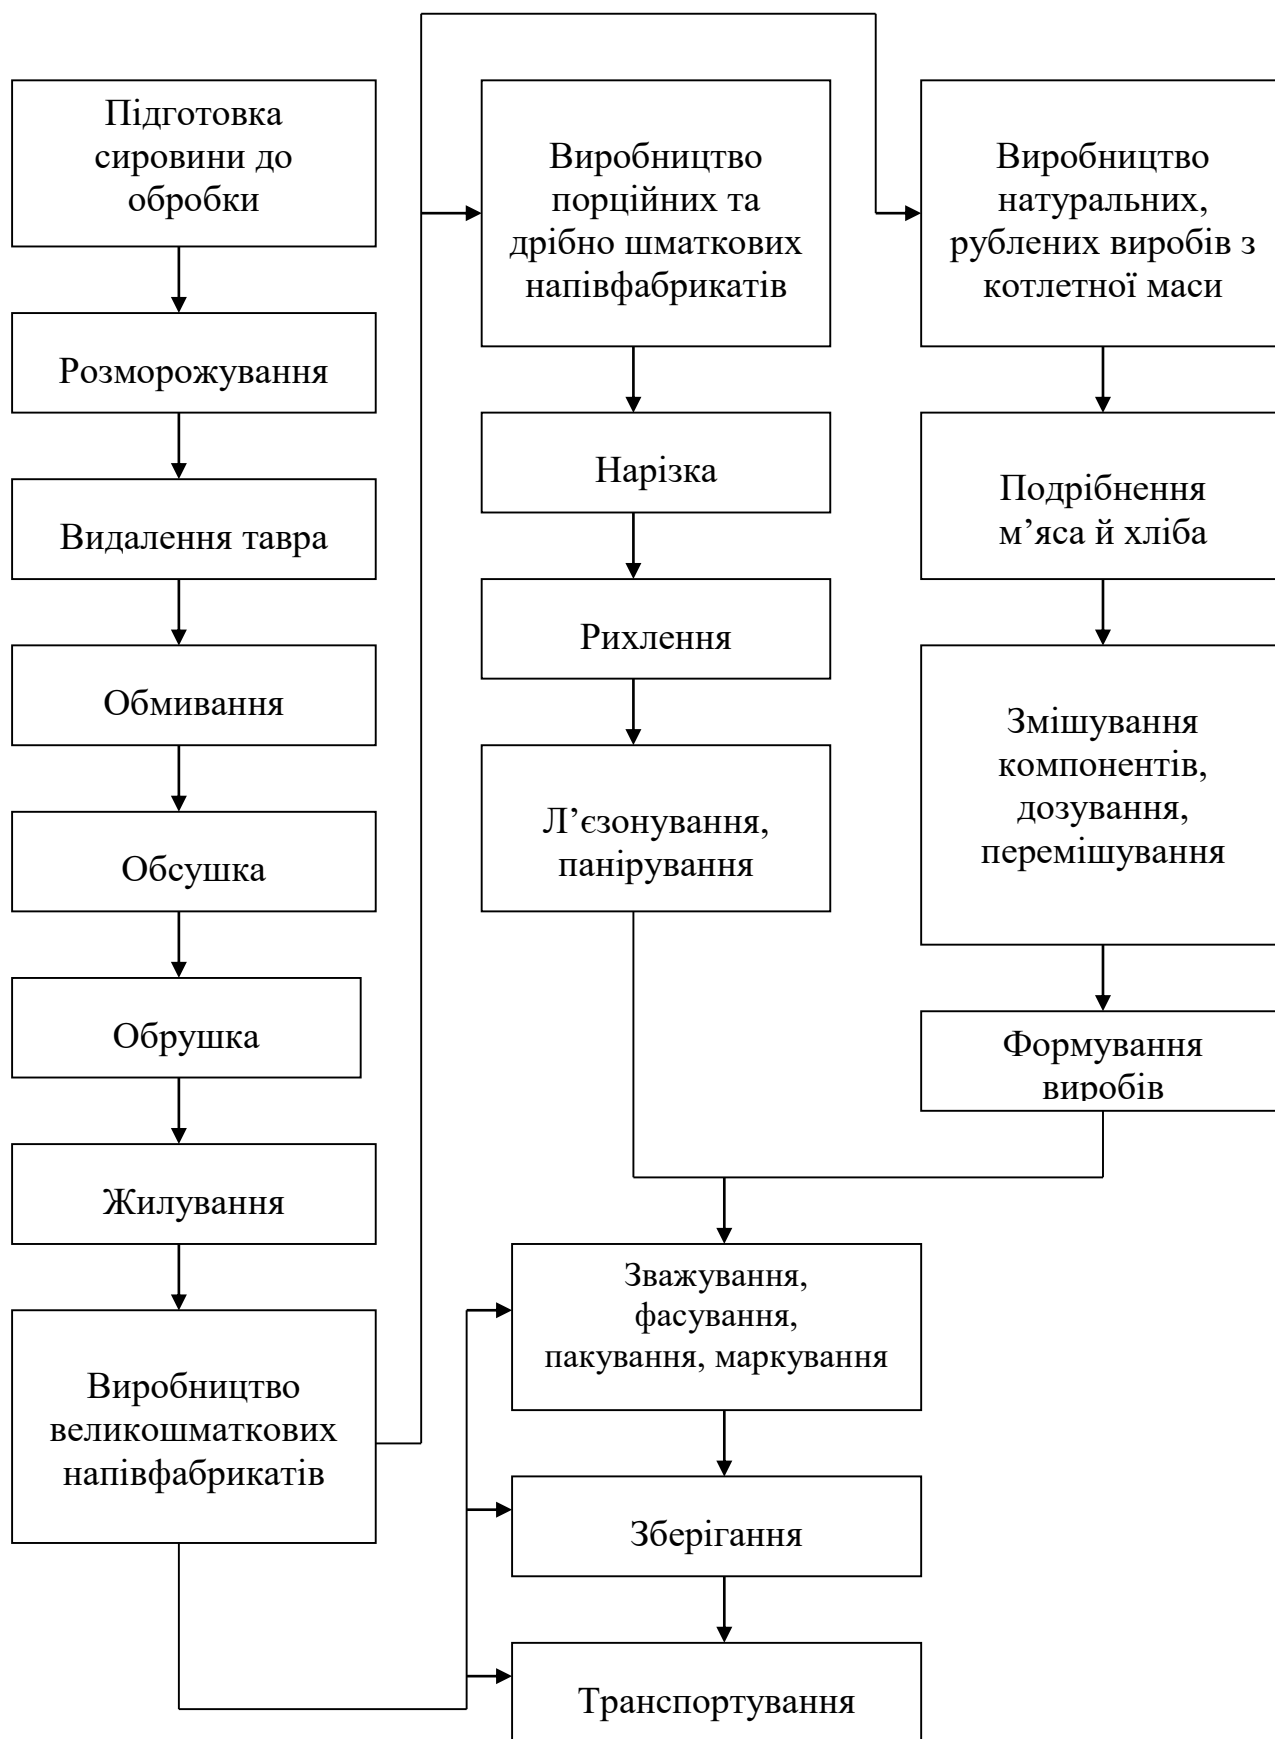 Підготовка
сировини до
обробки
Розморожування
Видалення тавра
Обмивання
Обсушка
Обрушка
Жилування
Виробництво
великошматкових
напівфабрикатів
Виробництво
порційних та
дрібно шматкових
напівфабрикатів
Нарізка
Рихлення
Л’єзонування,
панірування
Виробництво
натуральних,
рублених виробів з
котлетної маси
Подрібнення
м’яса й хліба
Змішування
компонентів,
дозування,
перемішування
Формування
виробів
Зважування,
фасування,
пакування, маркування
Зберігання
Транспортування